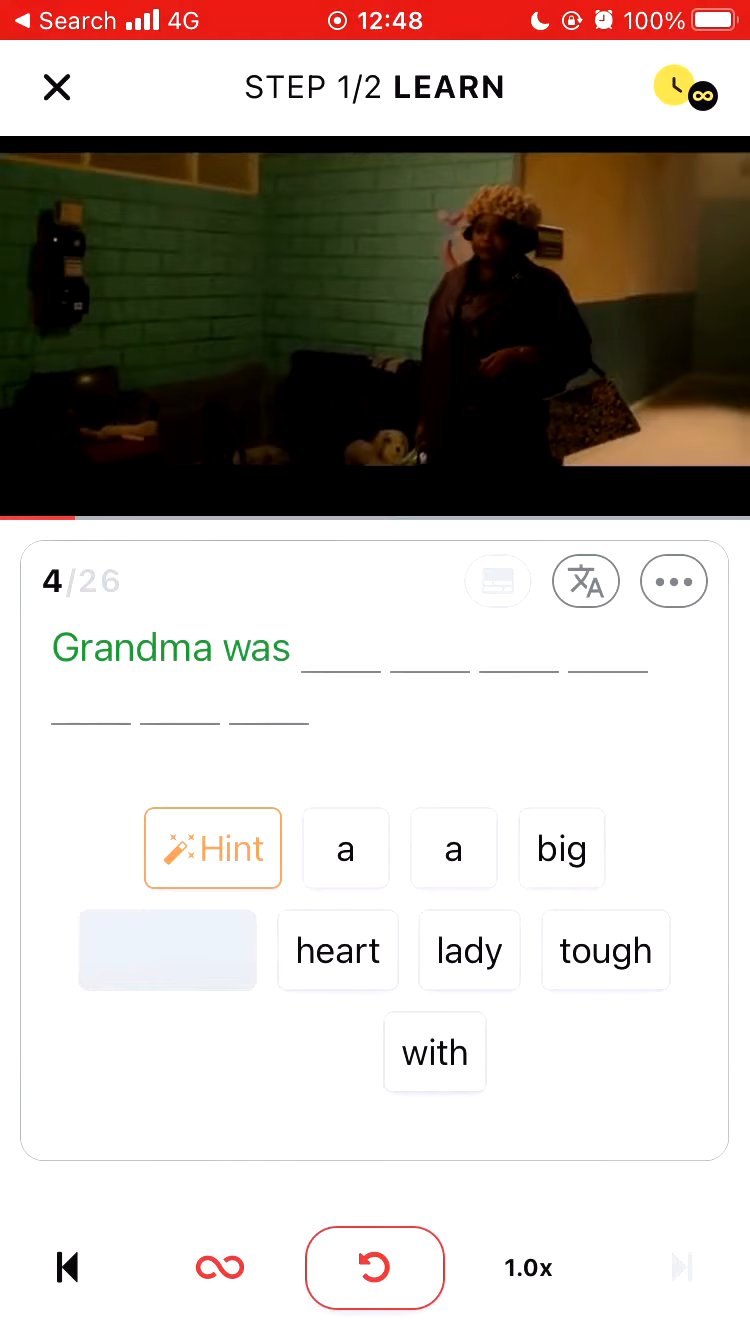 Search 4G 12:48 100%
STEP 1/2 LEARN
4/26
Grandma was
Hint a a big
heart lady tough
with
1.0x